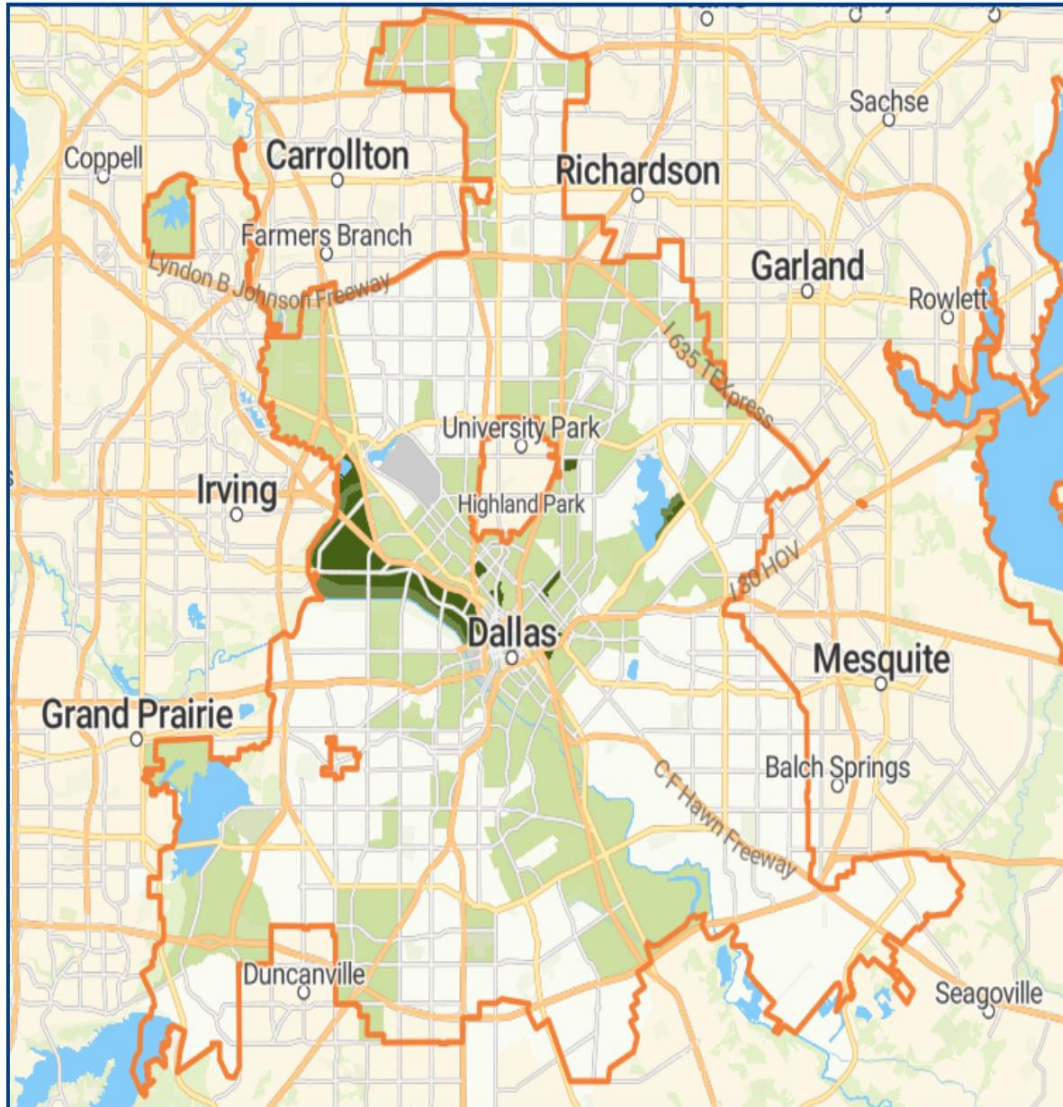 Sachse
Coppell
Carrollton
Richardson
Farmers Branch
Garland
Lyndon B Johnson Freeway
Rowlett
I 635 TEXpress
University Park
Irving
Highland Park
I 30 HOV
Dallas
Mesquite
Grand Prairie
Balch Springs
C F Hawn Freeway
Duncanville
Seagoville